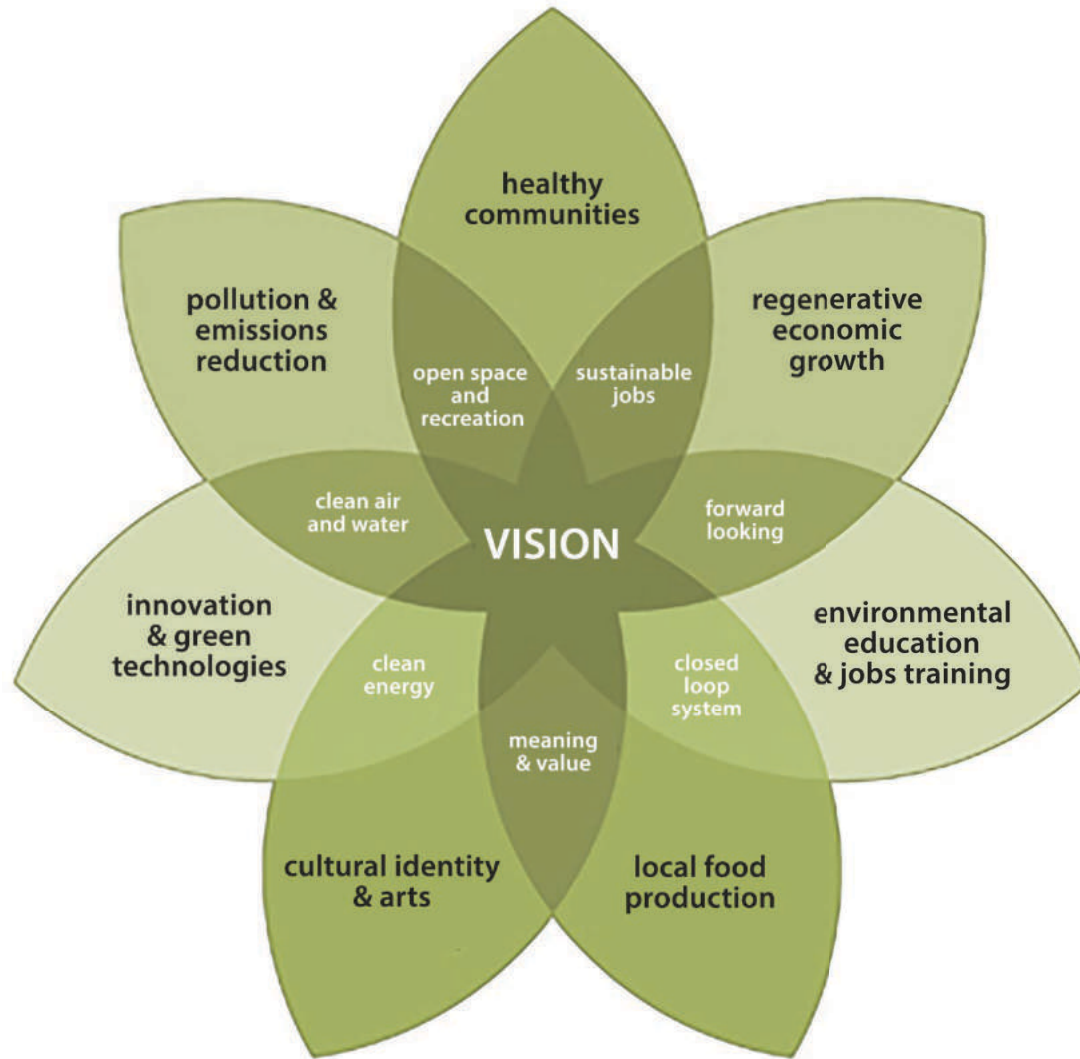 healthy
communities
pollution &
emissions
reduction
regenerative
economic
growth
open space
and
recreation
sustainable
jobs
clean air
and water
forward
looking
VISION
innovation
& green
technologies
environmental
education
& jobs training
clean
energy
closed
loop
system
meaning
& value
cultural identity
& arts
local food
production